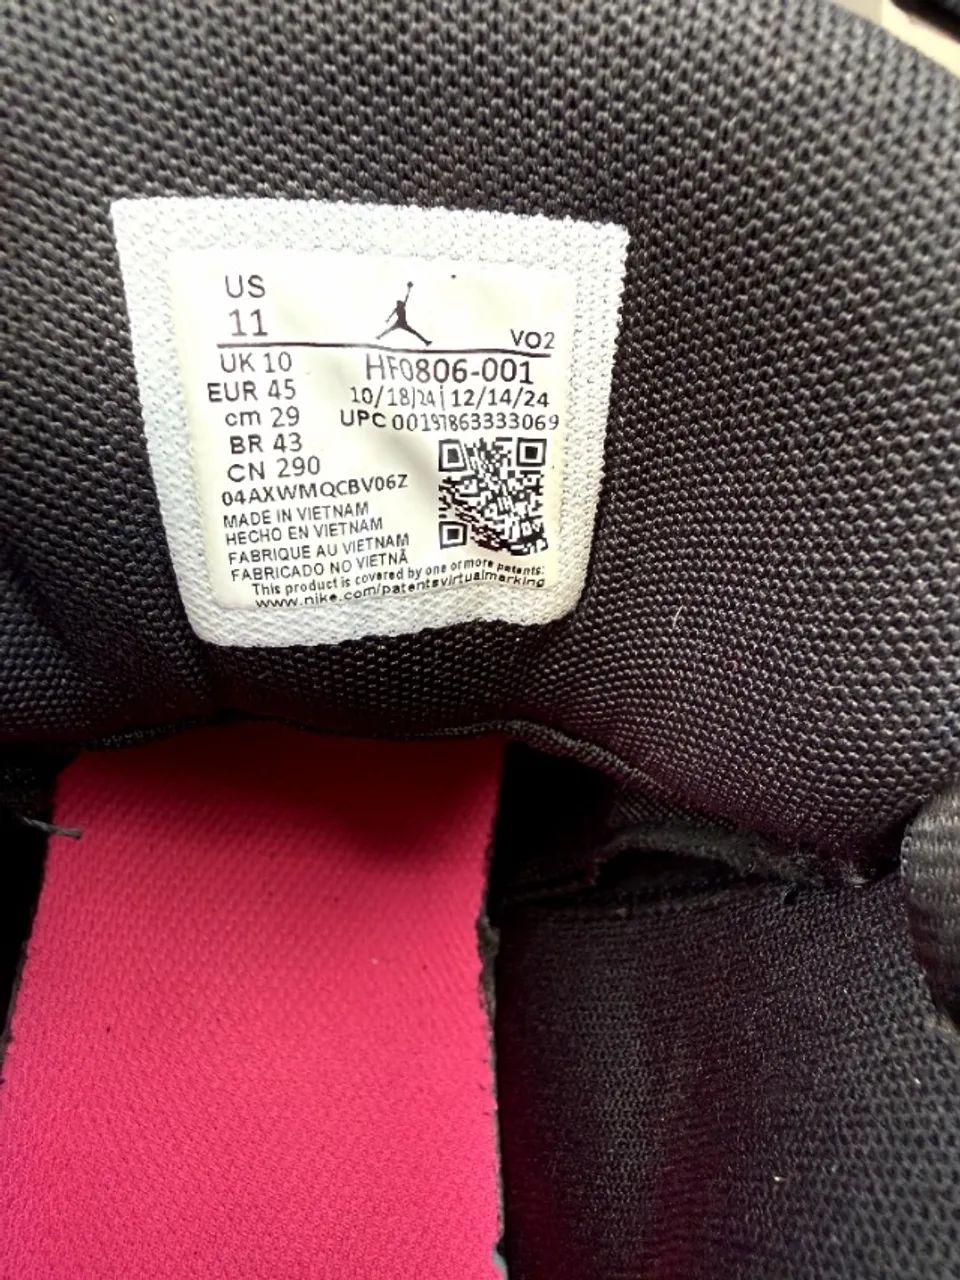 US
11
VO2
UK 10
HF0806-001
EUR 45
10/18/24 | 12/14/24
cm 29
UPC 00197863333069
BR 43
CN 290
04AXWMQCBV06Z
MADE IN VIETNAM
HECHO EN VIETNAM
FABRIQUE AU VIETNAM
FABRICADO NO VIETNÃ
This product is covered by one or more patents:
www.nike.com/patentsvirtualmarking